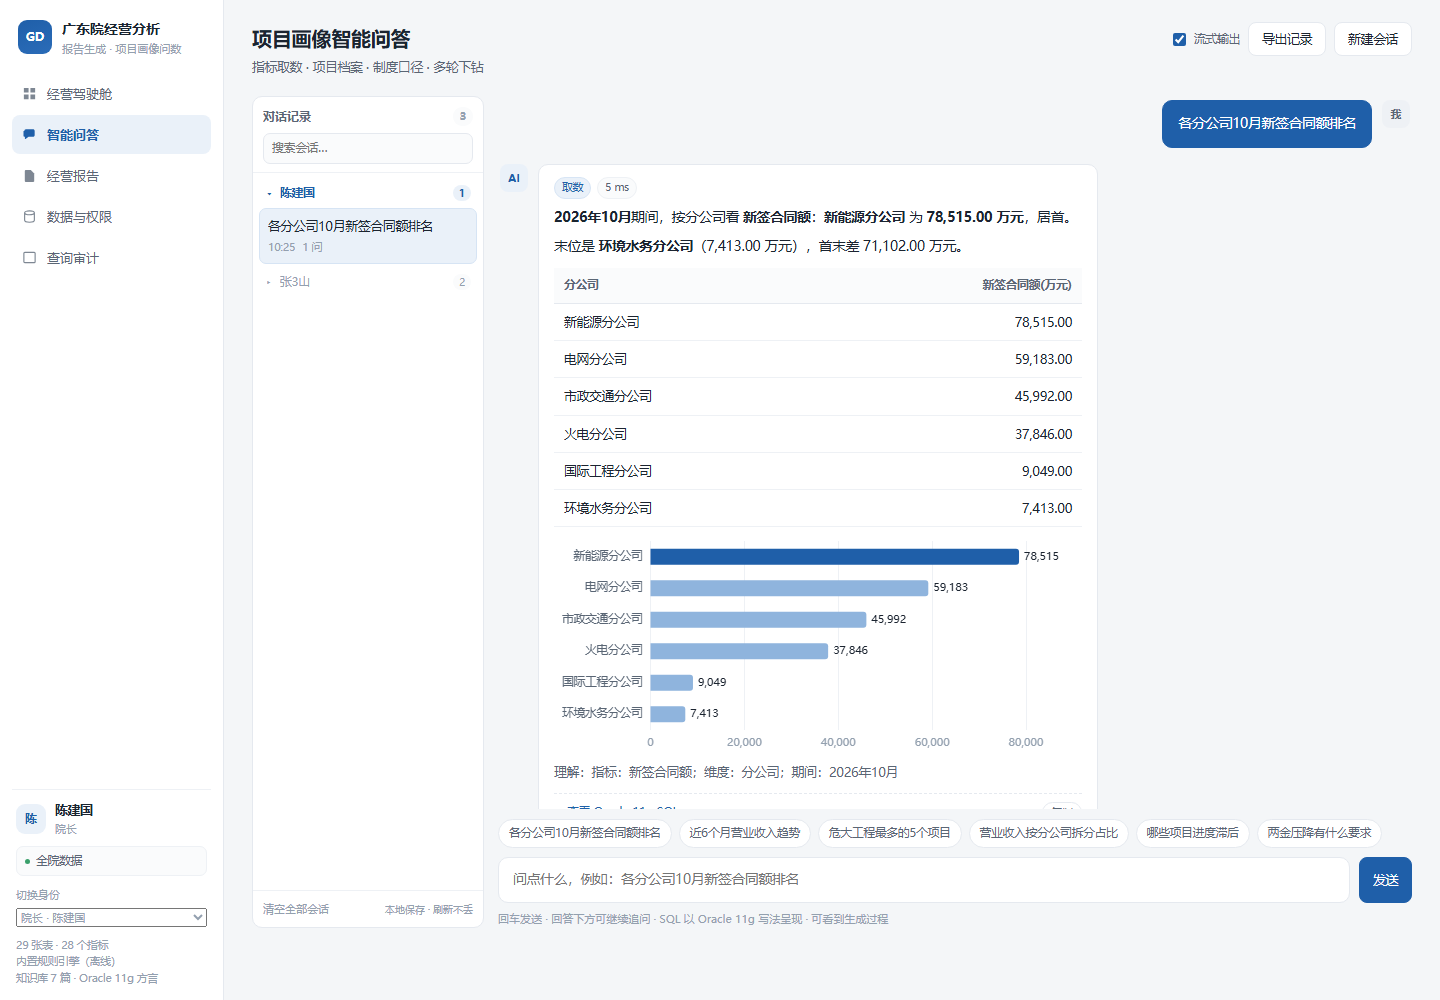 GD
广东院经营分析
报告生成 · 项目画像问数
经营驾驶舱
智能问答
经营报告
数据与权限
查询审计
陈
陈建国
院长
全院数据
切换身份
院长 · 陈建国
29 张表 · 28 个指标
内置规则引擎（离线）
知识库 7 篇 · Oracle 11g 方言
项目画像智能问答
指标取数 · 项目档案 · 制度口径 · 多轮下钻
流式输出
导出记录
新建会话
对话记录
3
搜索会话...
陈建国
1
各分公司10月新签合同额排名
10:25 1 问
张3山
2
清空全部会话
本地保存 · 刷新不丢
各分公司10月新签合同额排名
我
AI
取数
5 ms
2026年10月期间，按分公司看 新签合同额：新能源分公司 为 78,515.00 万元，居首。
末位是 环境水务分公司（7,413.00 万元），首末差 71,102.00 万元。
分公司 新签合同额(万元)
新能源分公司 78,515.00
电网分公司 59,183.00
市政交通分公司 45,992.00
火电分公司 37,846.00
国际工程分公司 9,049.00
环境水务分公司 7,413.00
新能源分公司 78,515
电网分公司 59,183
市政交通分公司 45,992
火电分公司 37,846
国际工程分公司 9,049
环境水务分公司 7,413
0 20,000 40,000 60,000 80,000
理解：指标：新签合同额；维度：分公司；期间：2026年10月
各分公司10月新签合同额排名
近6个月营业收入趋势
危大工程最多的5个项目
营业收入按分公司拆分占比
哪些项目进度滞后
两金压降有什么要求
问点什么，例如：各分公司10月新签合同额排名
发送
回车发送 · 回答下方可继续追问 · SQL 以 Oracle 11g 写法呈现 · 可看到生成过程